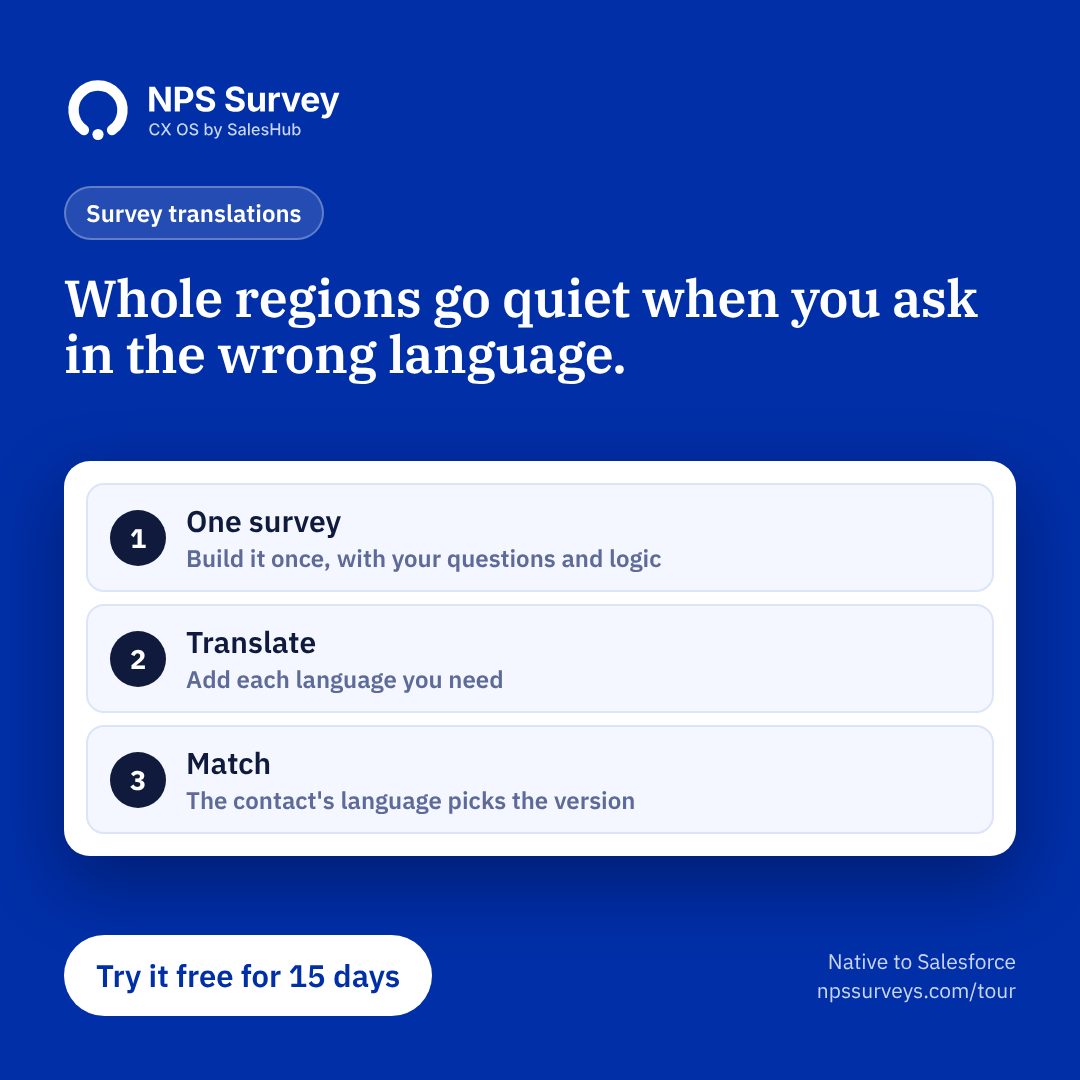 NPS Survey
CX OS by SalesHub
Survey translations
Whole regions go quiet when you ask
in the wrong language.
1
One survey
Build it once, with your questions and logic
2
Translate
Add each language you need
3
Match
The contact's language picks the version
Try it free for 15 days
Native to Salesforce
npssurveys.com/tour